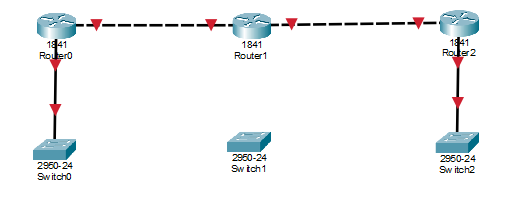 1841
Router0
1841
Router1
1841
Router2
2950-24
Switch0
2950-24
Switch1
2950-24
Switch2